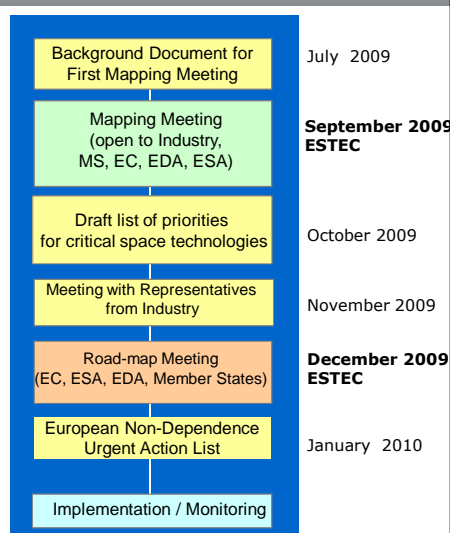 Background Document for
First Mapping Meeting
July 2009
Mapping Meeting
(open to Industry,
MS, EC, EDA, ESA)
September 2009
ESTEC
Draft list of priorities
for critical space technologies
October 2009
Meeting with Representatives
from Industry
November 2009
Road-map Meeting
(EC, ESA, EDA, Member States)
December 2009
ESTEC
European Non-Dependence
Urgent Action List
January 2010
Implementation / Monitoring